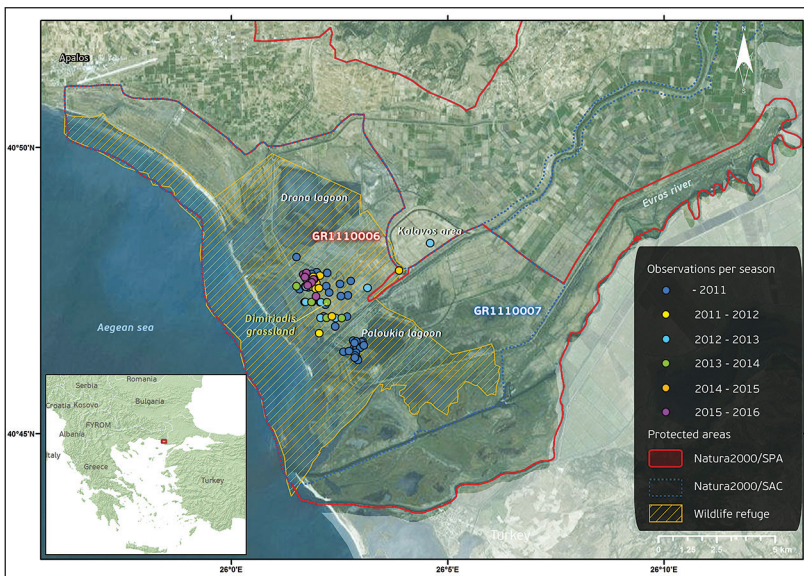 Apalos
40°50'N
40°45'N
26°0'E
26°5'E
26°10'E
Drana lagoon
GR1110006
Kalavos area
Evros river
Aegean sea
Dimitriadis
grassland
Paloukia lagoon
GR1110007
Turkey
Observations per season
- 2011
2011 - 2012
2012 - 2013
2013 - 2014
2014 - 2015
2015 - 2016
Protected areas
Natura2000/SPA
Natura2000/SAC
Wildlife refuge
0 1.25 2.5 5 km
Romania
Serbia
Croatia
Kosovo
Bulgaria
FYROM
Albania
Italy
Greece
Turkey